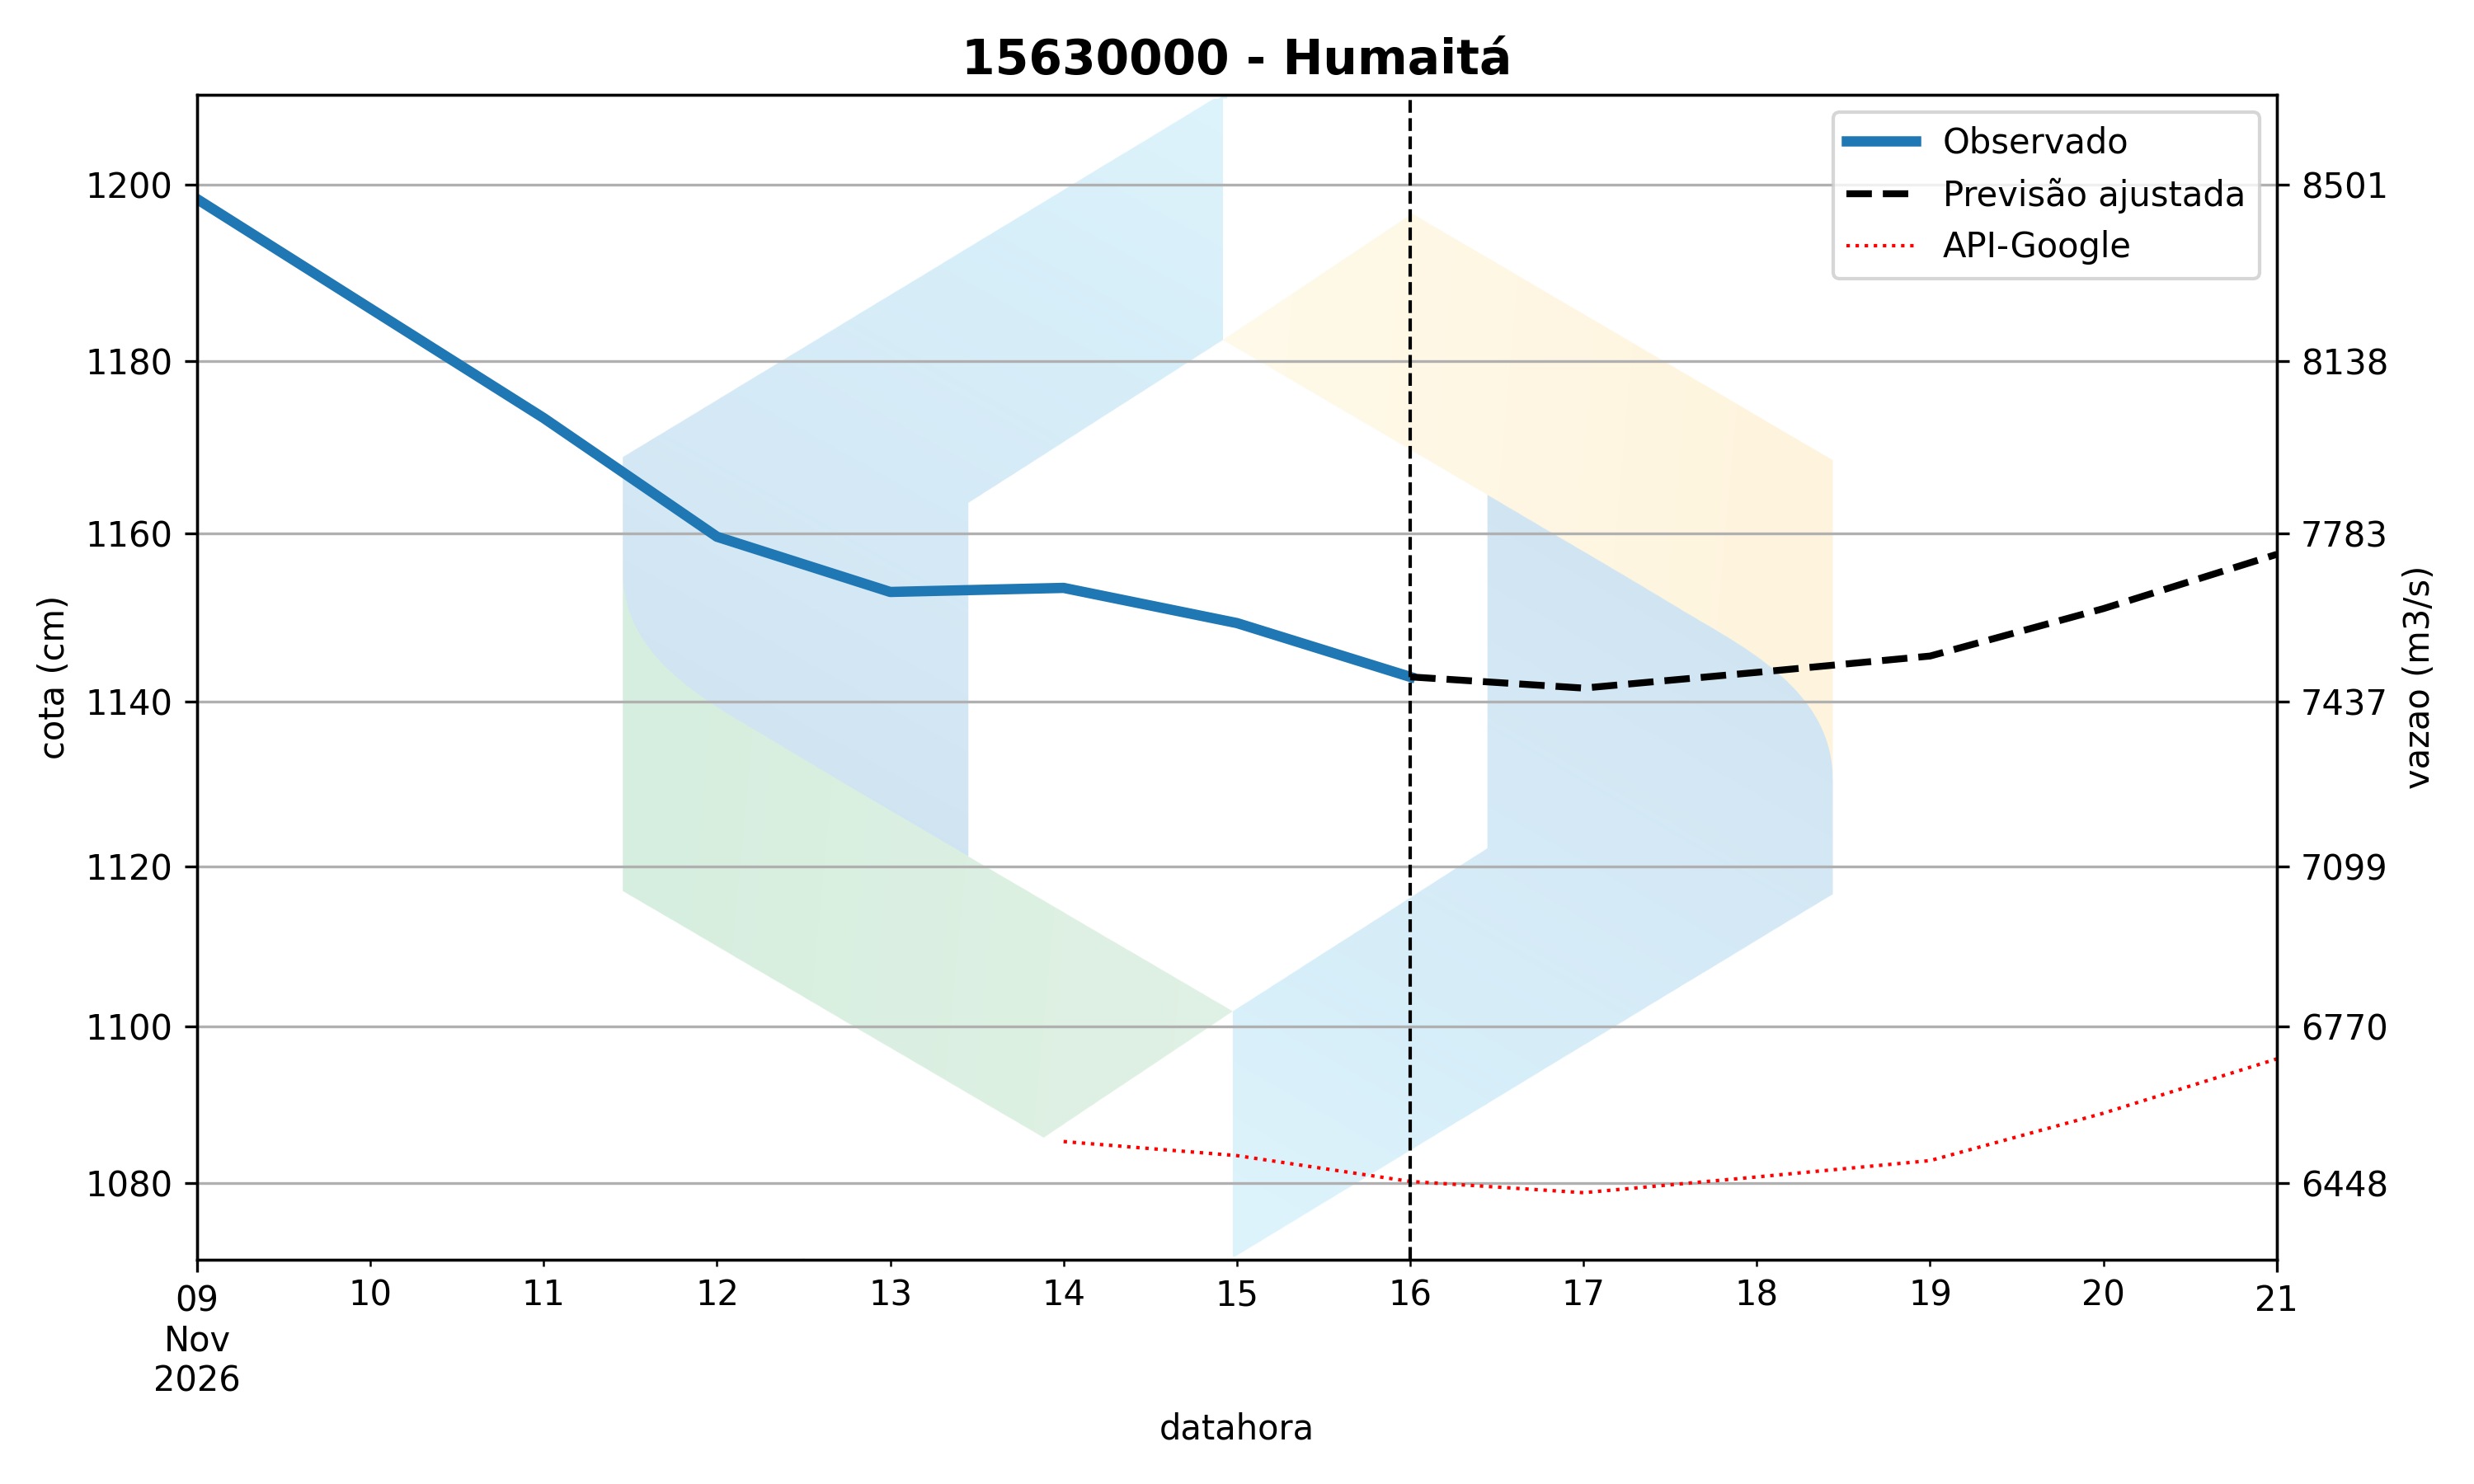 15630000 - Humaitá
Observado
Previsão ajustada
API-Google
1200
1180
1160
1140
1120
1100
1080
cota (cm)
8501
8138
7783
7437
7099
6770
6448
vazao (m3/s)
09 10 11 12 13 14 15 16 17 18 19 20 21
Nov
2026
datahora